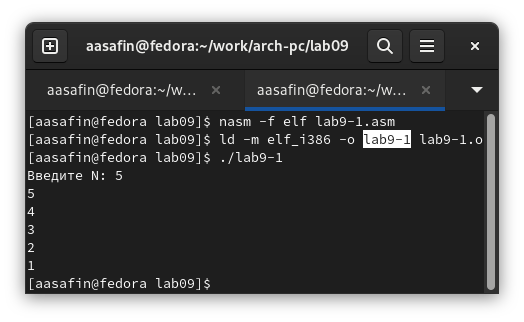 aasafin@fedora:~/work/arch-pc/lab09
aasafin@fedora:~/w... × aasafin@fedora:~/w... ×
[aasafin@fedora lab09]$ nasm -f elf lab9-1.asm
[aasafin@fedora lab09]$ ld -m elf_i386 -o lab9-1 lab9-1.o
[aasafin@fedora lab09]$ ./lab9-1
Введите N: 5
5
4
3
2
1
[aasafin@fedora lab09]$